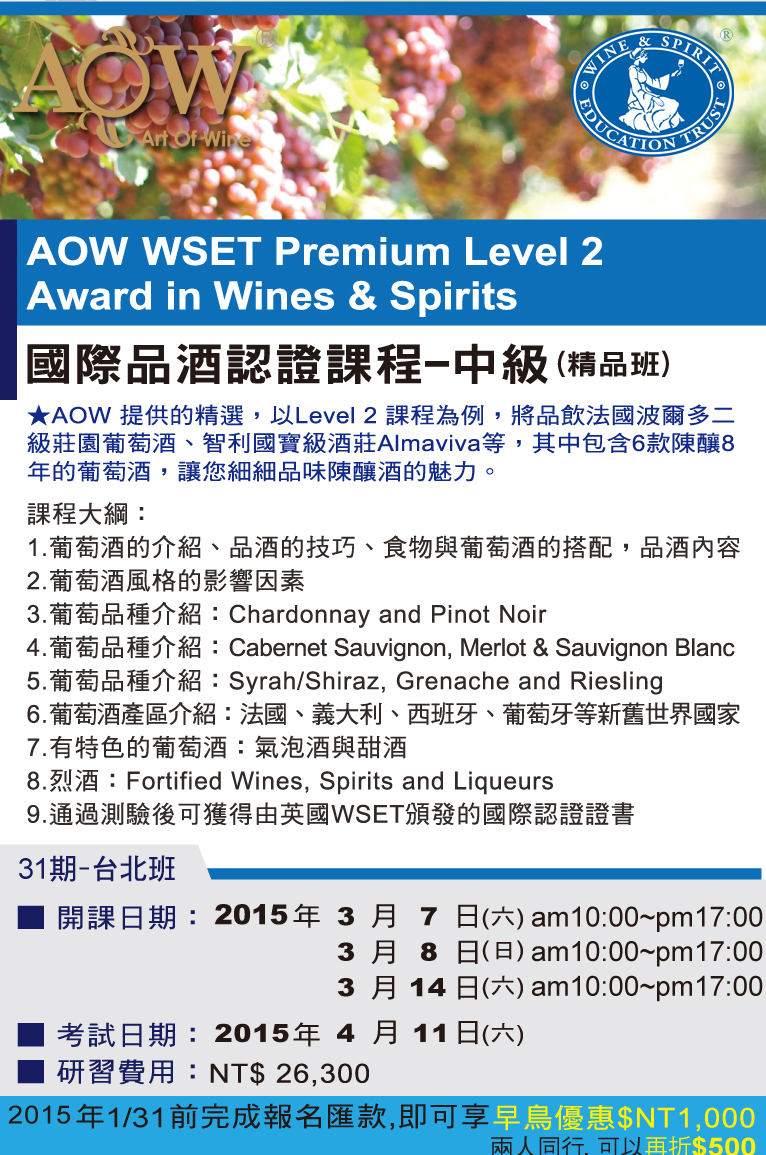 AOW
®
Art Of Wine
WINE & SPIRIT
EDUCATION TRUST
®
AOW WSET Premium Level 2
Award in Wines & Spirits
國際品酒認證課程-中級(精品班)
★AOW 提供的精選，以Level 2 課程為例，將品飲法國波爾多二
級莊園葡萄酒、智利國寶級酒莊Almaviva等，其中包含6款陳釀8
年的葡萄酒，讓您細細品味陳釀酒的魅力。
課程大綱：
1.葡萄酒的介紹、品酒的技巧、食物與葡萄酒的搭配，品酒內容
2.葡萄酒風格的影響因素
3.葡萄品種介紹：Chardonnay and Pinot Noir
4.葡萄品種介紹：Cabernet Sauvignon, Merlot & Sauvignon Blanc
5.葡萄品種介紹：Syrah/Shiraz, Grenache and Riesling
6.葡萄酒產區介紹：法國、義大利、西班牙、葡萄牙等新舊世界國家
7.有特色的葡萄酒：氣泡酒與甜酒
8.烈酒：Fortified Wines, Spirits and Liqueurs
9.通過測驗後可獲得由英國WSET頒發的國際認證證書
31期-台北班
■ 開課日期： 2015年 3 月 7 日(六) am10:00~pm17:00
3 月 8 日(日) am10:00~pm17:00
3 月 14 日(六) am10:00~pm17:00
■ 考試日期： 2015年 4 月 11日(六)
■ 研習費用：NT$ 26,300
2015年1/31前完成報名匯款,即可享早鳥優惠$NT1,000
兩人同行, 可以再折$500